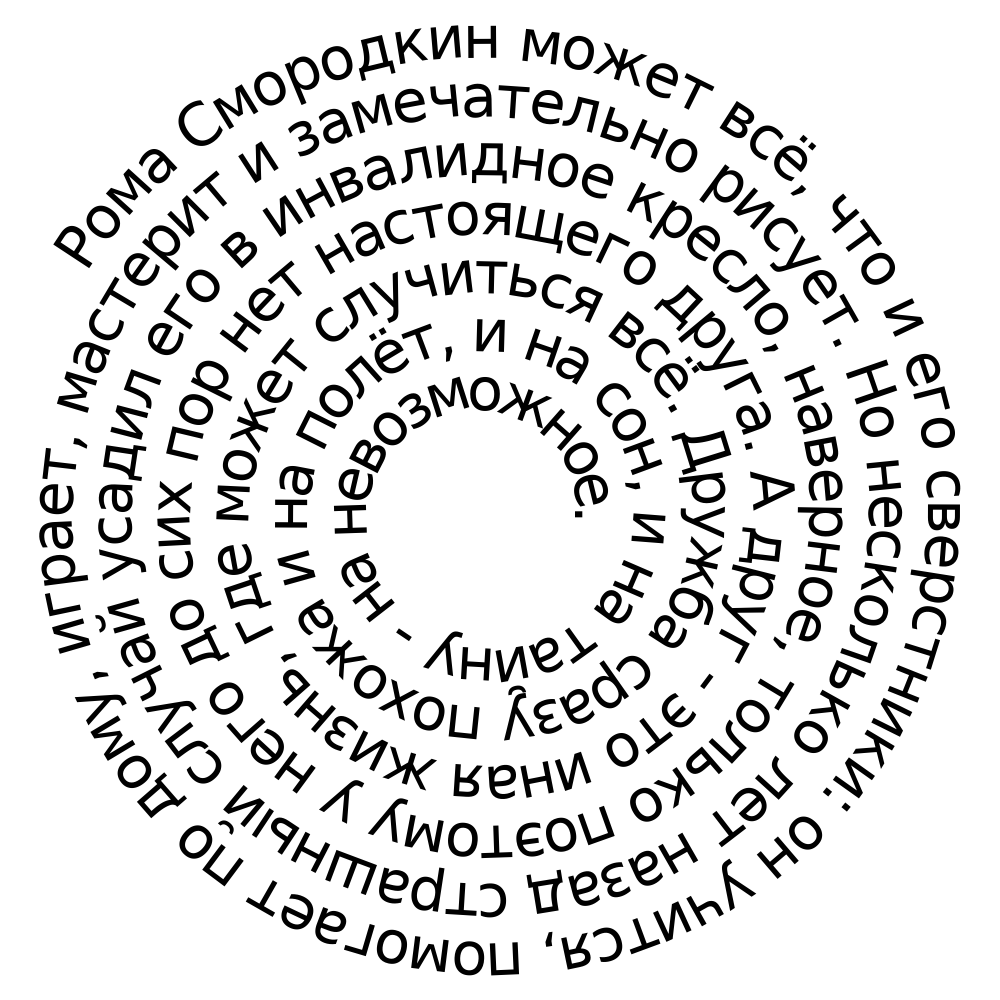 Рома Смородкин может всё, что и его сверстники: он учится, помогает по дому, играет, мастерит и замечательно рисует. Но несколько лет назад страшный случай усадил его в инвалидное кресло, наверное, только поэтому у него до сих пор нет настоящего друга. А друг - это иная жизнь, где может случиться всё. Дружба сразу похожа и на полёт, и на сон, и на тайну - на невозможное.